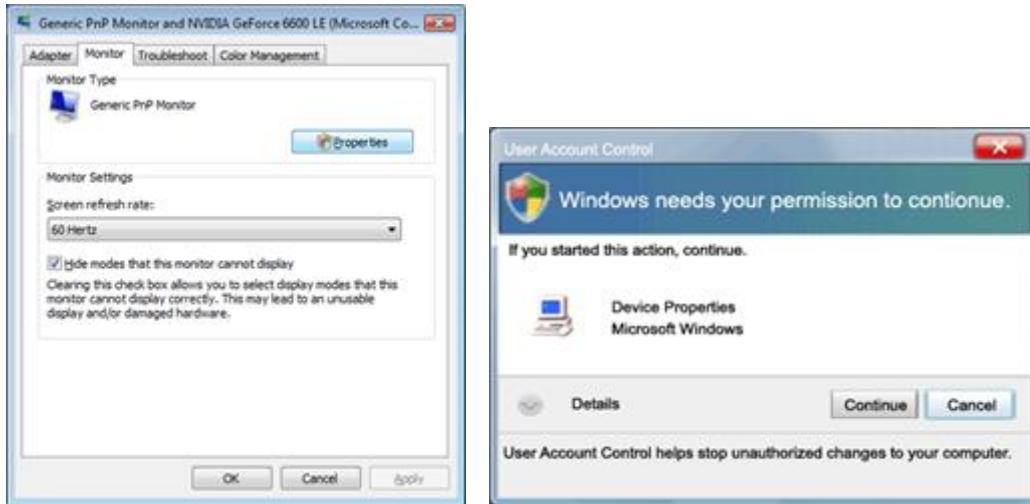 Generic PnP Monitor and NVIDIA GeForce 6600 LE (Microsoft Co...
Adapter Monitor Troubleshoot Color Management
Monitor Type
Generic PnP Monitor
Properties
Monitor Settings
Screen refresh rate:
60 Hertz
Hide modes that this monitor cannot display
Clearing this check box allows you to select display modes that this
monitor cannot display correctly. This may lead to an unusable
display and/or damaged hardware.
OK Cancel Apply
User Account Control
Windows needs your permission to contionue.
If you started this action, continue.
Device Properties
Microsoft Windows
Details Continue Cancel
User Account Control helps stop unauthorized changes to your computer.